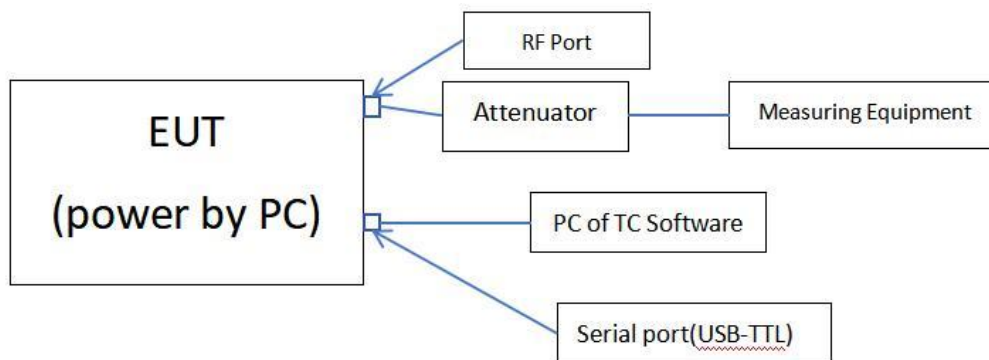 RF Port
EUT
(power by PC)
Attenuator
Measuring Equipment
PC of TC Software
Serial port(USB-TTL)